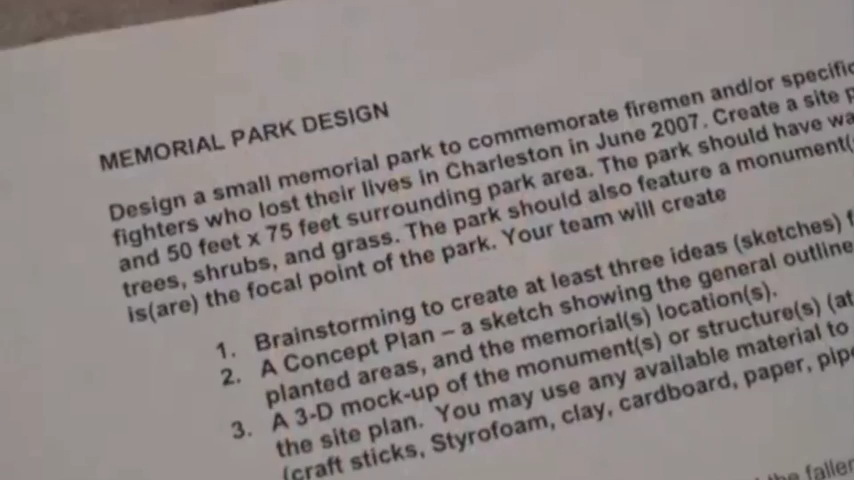 MEMORIAL PARK DESIGN
Design a small memorial park to commemorate firemen and/or specific
fighters who lost their lives in Charleston in June 2007. Create a site
and 50 feet x 75 feet surrounding park area. The park should have
trees, shrubs, and grass. The park should also feature a monument(
is(are) the focal point of the park. Your team will create
1. Brainstorming to create at least three ideas (sketches)
2. A Concept Plan – a sketch showing the general outline
planted areas, and the memorial(s) location(s).
3. A 3-D mock-up of the monument(s) or structure(s) (at
the site plan. You may use any available material to
(craft sticks, Styrofoam, clay, cardboard, paper,
the fallen